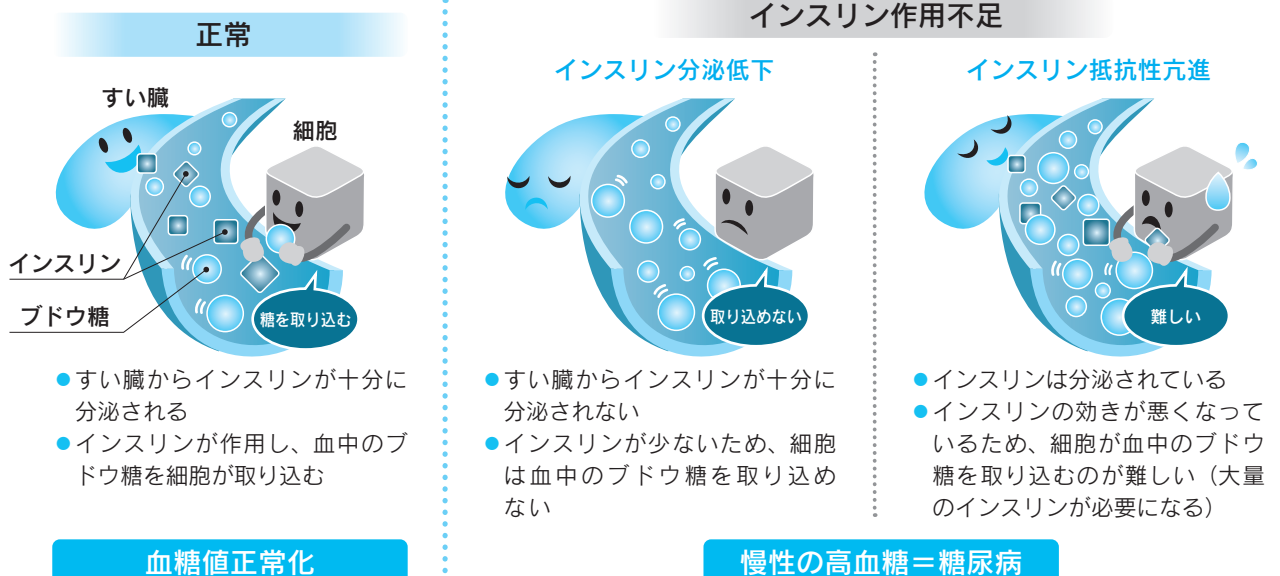 正常
すい臓
細胞
インスリン
ブドウ糖
糖を取り込む
●すい臓からインスリンが十分に
分泌される
●インスリンが作用し、血中のブ
ドウ糖を細胞が取り込む
血糖値正常化
インスリン作用不足
インスリン分泌低下
取り込めない
●すい臓からインスリンが十分に
分泌されない
●インスリンが少ないため、細胞
は血中のブドウ糖を取り込め
ない
インスリン抵抗性亢進
難しい
●インスリンは分泌されている
●インスリンの効きが悪くなって
いるため、細胞が血中のブドウ
糖を取り込むのが難しい（大量
のインスリンが必要になる）
慢性の高血糖＝糖尿病